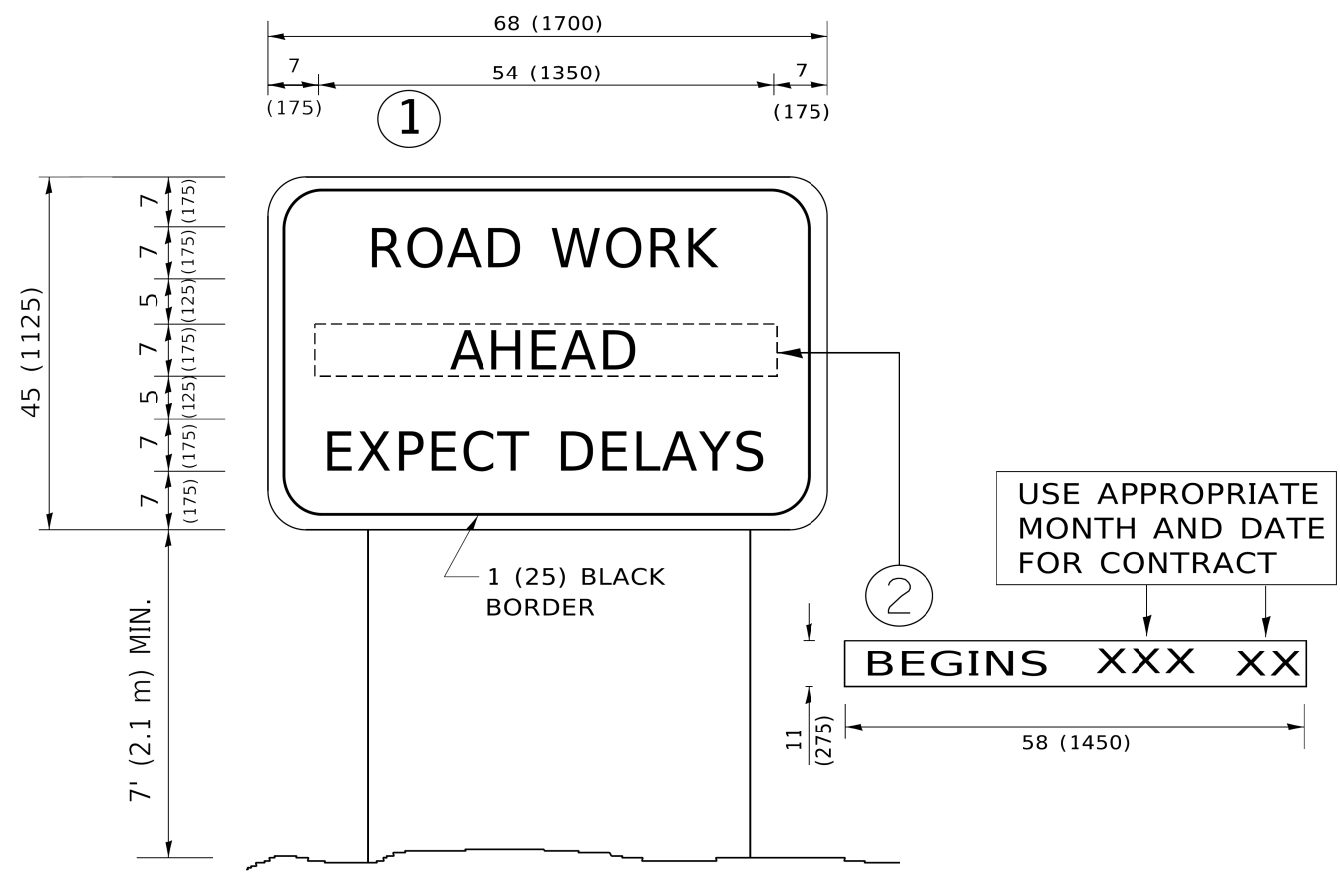 68 (1700)
7 54 (1350) 7
(175) (175)
1
7 (175)
7 (175)
5 (125)
7 (175)
5 (125)
7 (175)
7 (175)
45 (1125)
ROAD WORK
AHEAD
EXPECT DELAYS
1 (25) BLACK
BORDER
7' (2.1 m) MIN.
USE APPROPRIATE
MONTH AND DATE
FOR CONTRACT
2
BEGINS XXX XX
11
(275)
58 (1450)